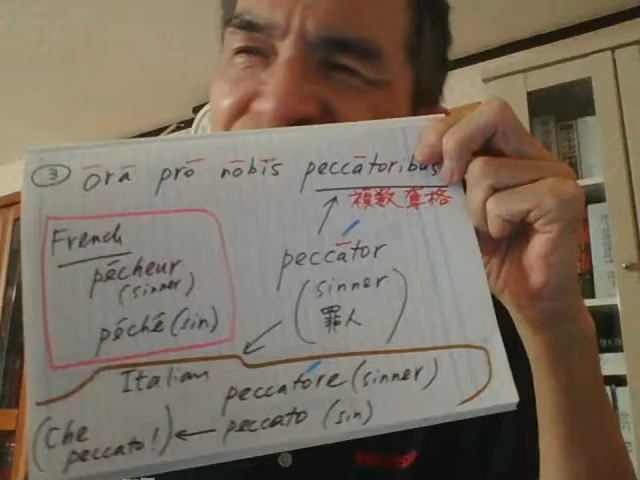 ③ Ōrā prō nōbīs peccātoribus
複数奪格
French
pécheur
(sinner)
péché (sin)
peccātor
(sinner
罪人)
Italian
peccatore (sinner)
(Che peccato!) ← peccato (sin)